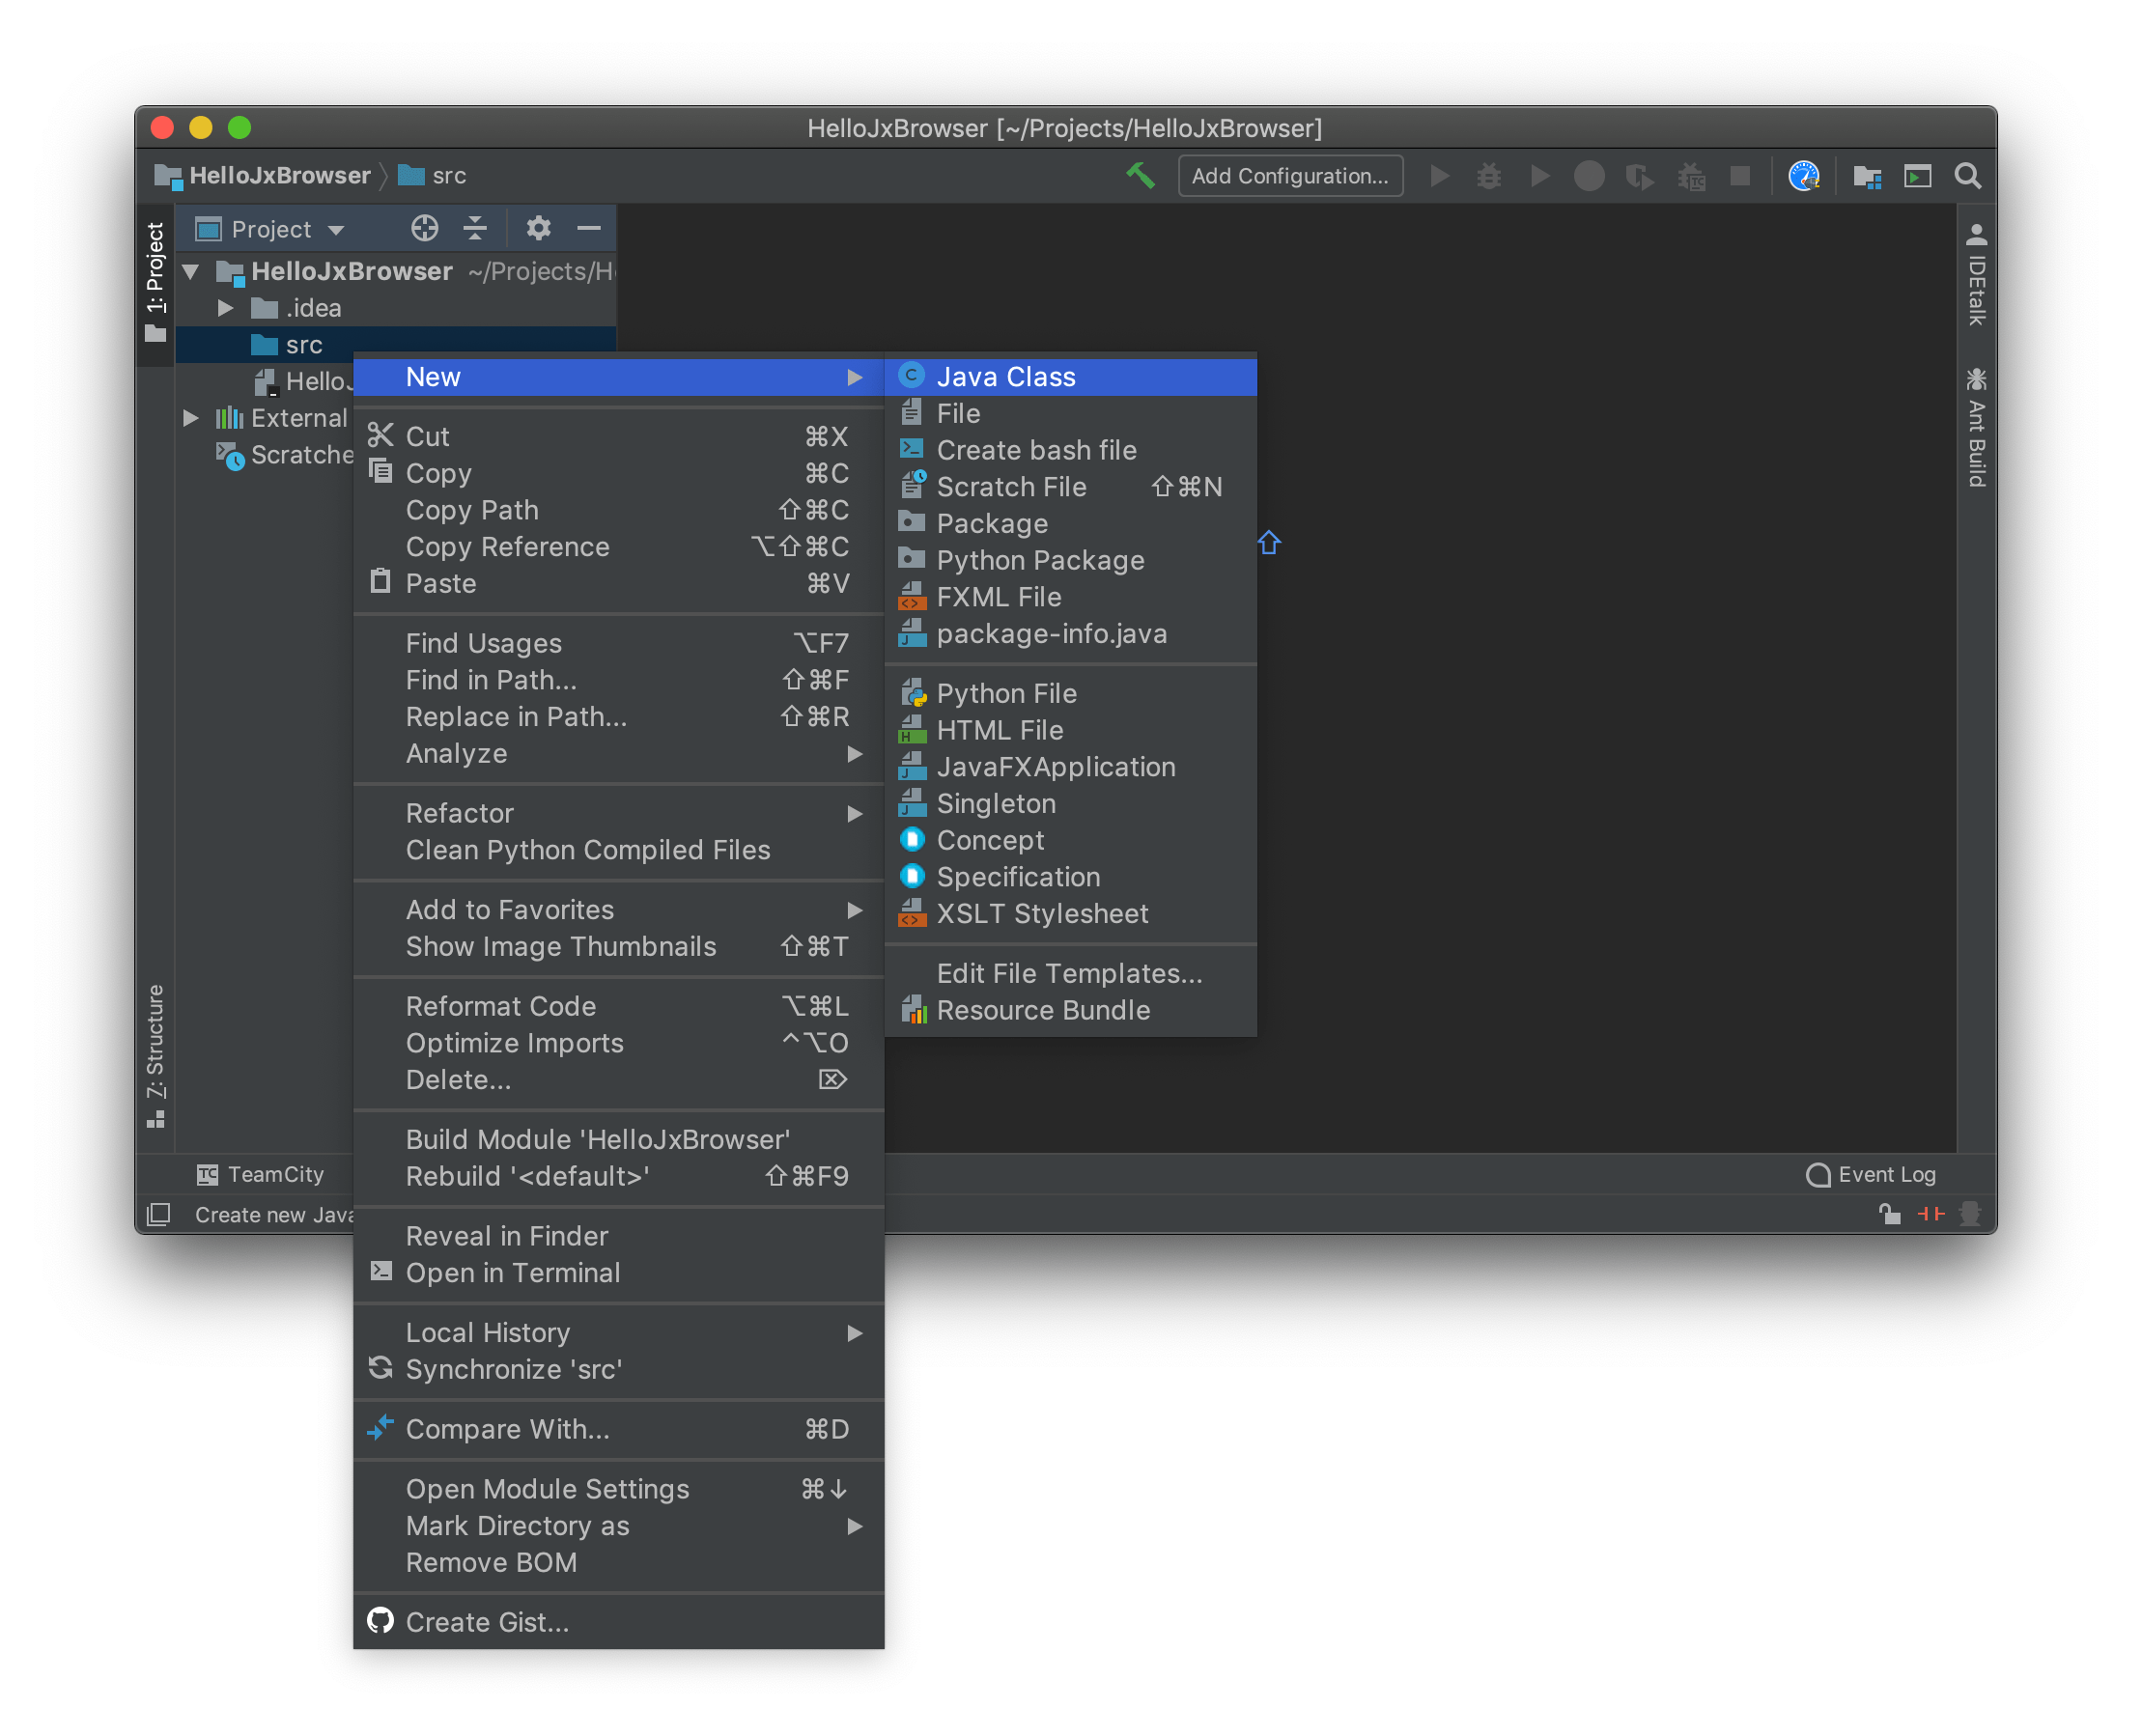 HelloJxBrowser [~/Projects/HelloJxBrowser]
HelloJxBrowser
src
Add Configuration...
1: Project
Project
HelloJxBrowser ~/Projects/H
.idea
src
HelloJ
External
Scratche
New
Cut ⌘X
Copy ⌘C
Copy Path ⇧⌘C
Copy Reference ⌥⇧⌘C
Paste ⌘V
Find Usages ⌥F7
Find in Path... ⇧⌘F
Replace in Path... ⇧⌘R
Analyze
Refactor
Clean Python Compiled Files
Add to Favorites
Show Image Thumbnails ⇧⌘T
Reformat Code ⌥⌘L
Optimize Imports ^⌥O
Delete... ⌦
Build Module 'HelloJxBrowser'
Rebuild '<default>' ⇧⌘F9
Reveal in Finder
Open in Terminal
Local History
Synchronize 'src'
Compare With... ⌘D
Open Module Settings ⌘↓
Mark Directory as
Remove BOM
Create Gist...
Java Class
File
Create bash file
Scratch File ⇧⌘N
Package
Python Package
FXML File
package-info.java
Python File
HTML File
JavaFXApplication
Singleton
Concept
Specification
XSLT Stylesheet
Edit File Templates...
Resource Bundle
⇧
IDEtalk
Ant Build
Z: Structure
TC TeamCity
Event Log
Create new Java